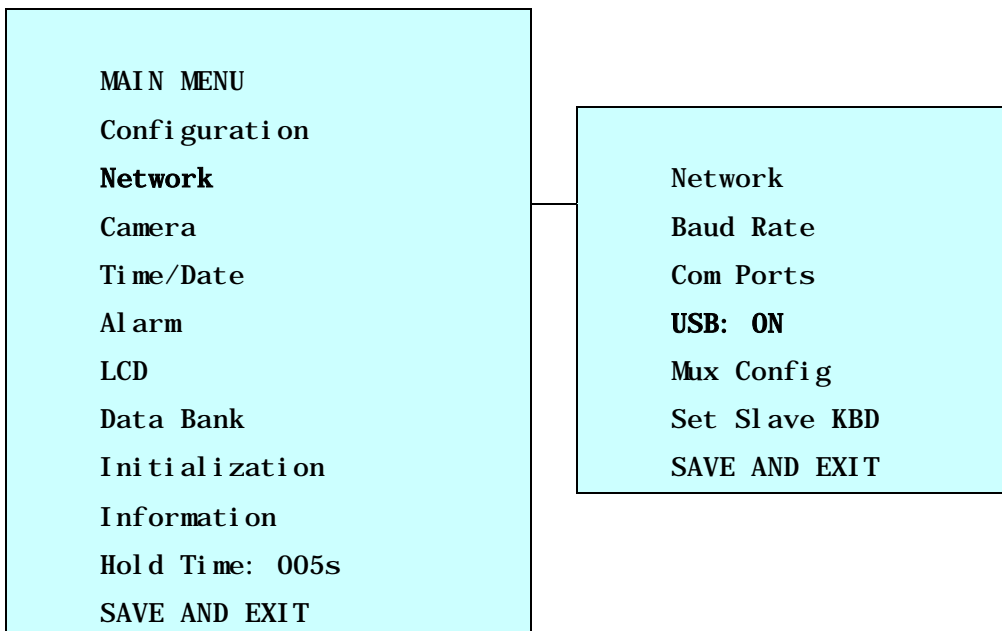 MAIN MENU
Configuration
Network
Camera
Time/Date
Alarm
LCD
Data Bank
Initialization
Information
Hold Time: 005s
SAVE AND EXIT
Network
Baud Rate
Com Ports
USB: ON
Mux Config
Set Slave KBD
SAVE AND EXIT